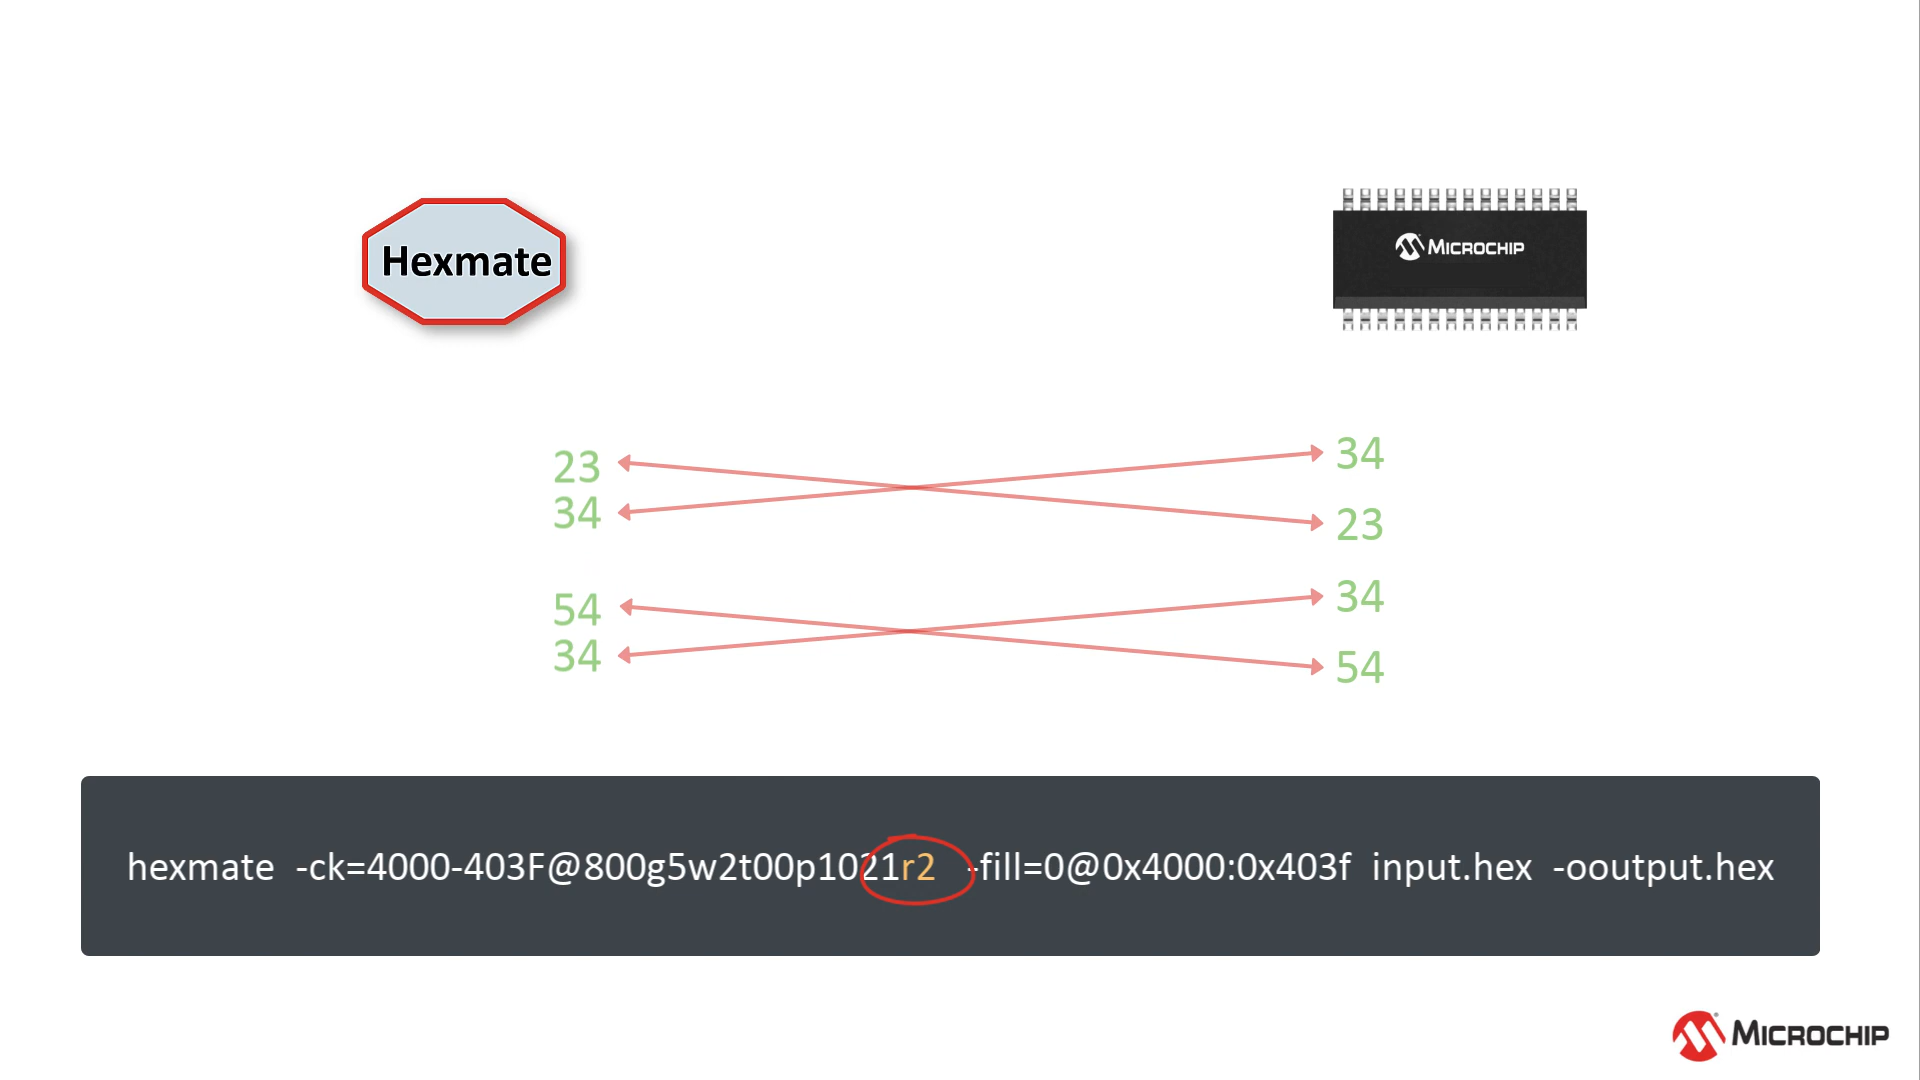 Hexmate
MICROCHIP
23
34
54
34
34
23
34
54
hexmate -ck=4000-403F@800g5w2t00p1021r2 -fill=0@0x4000:0x403f input.hex -ooutput.hex
MICROCHIP